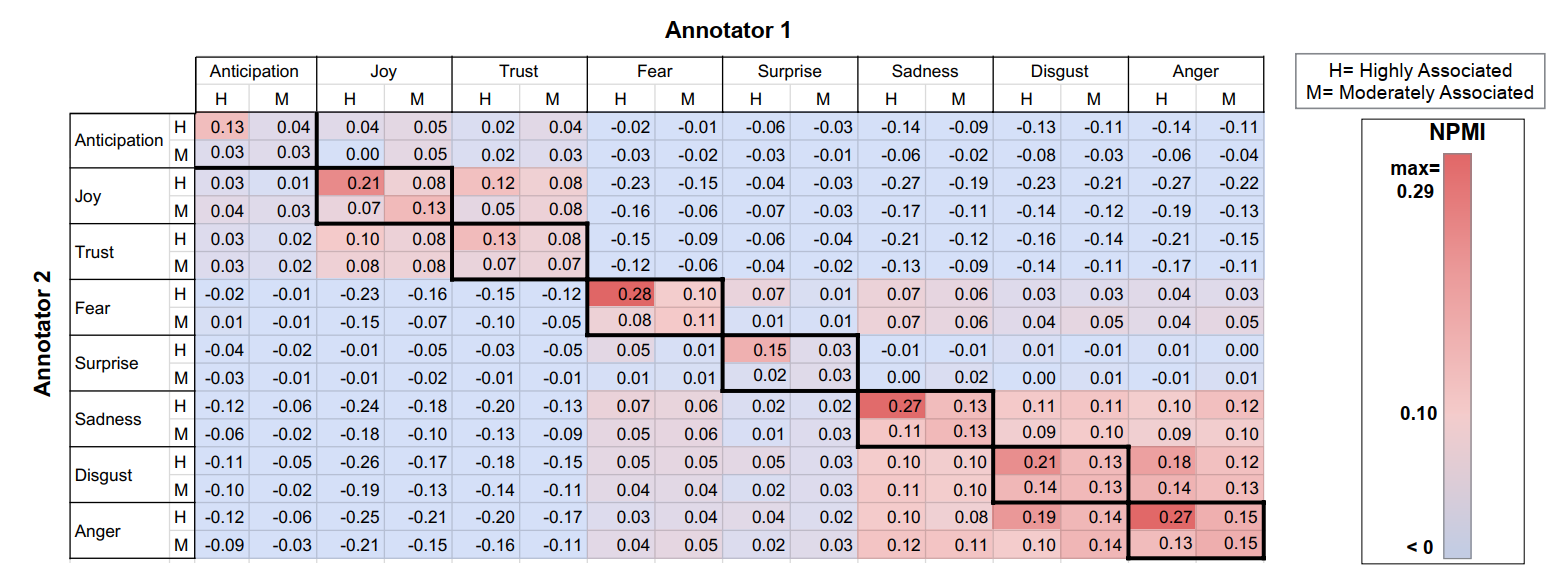 Annotator 1
Anticipation Joy Trust Fear Surprise Sadness Disgust Anger
H M H M H M H M H M H M H M H M
Annotator 2
Anticipation H 0.13 0.04 0.04 0.05 0.02 0.04 -0.02 -0.01 -0.06 -0.03 -0.14 -0.09 -0.13 -0.11 -0.14 -0.11
M 0.03 0.03 0.00 0.05 0.02 0.03 -0.03 -0.02 -0.03 -0.01 -0.06 -0.02 -0.08 -0.03 -0.06 -0.04
Joy H 0.03 0.01 0.21 0.08 0.12 0.08 -0.23 -0.15 -0.04 -0.03 -0.27 -0.19 -0.23 -0.21 -0.27 -0.22
M 0.04 0.03 0.07 0.13 0.05 0.08 -0.16 -0.06 -0.07 -0.03 -0.17 -0.11 -0.14 -0.12 -0.19 -0.13
Trust H 0.03 0.02 0.10 0.08 0.13 0.08 -0.15 -0.09 -0.06 -0.04 -0.21 -0.12 -0.16 -0.14 -0.21 -0.15
M 0.03 0.02 0.08 0.08 0.07 0.07 -0.12 -0.06 -0.04 -0.02 -0.13 -0.09 -0.14 -0.11 -0.17 -0.11
Fear H -0.02 -0.01 -0.23 -0.16 -0.15 -0.12 0.28 0.10 0.07 0.01 0.07 0.06 0.03 0.03 0.04 0.03
M 0.01 -0.01 -0.15 -0.07 -0.10 -0.05 0.08 0.11 0.01 0.01 0.07 0.06 0.04 0.05 0.04 0.05
Surprise H -0.04 -0.02 -0.01 -0.05 -0.03 -0.05 0.05 0.01 0.15 0.03 -0.01 -0.01 0.01 -0.01 0.01 0.00
M -0.03 -0.01 -0.01 -0.02 -0.01 -0.01 0.01 0.01 0.02 0.03 0.00 0.02 0.00 0.01 -0.01 0.01
Sadness H -0.12 -0.06 -0.24 -0.18 -0.20 -0.13 0.07 0.06 0.02 0.02 0.27 0.13 0.11 0.11 0.10 0.12
M -0.06 -0.02 -0.18 -0.10 -0.13 -0.09 0.05 0.06 0.01 0.03 0.11 0.13 0.09 0.10 0.09 0.10
Disgust H -0.11 -0.05 -0.26 -0.17 -0.18 -0.15 0.05 0.05 0.05 0.03 0.10 0.10 0.21 0.13 0.18 0.12
M -0.10 -0.02 -0.19 -0.13 -0.14 -0.11 0.04 0.04 0.02 0.03 0.11 0.10 0.14 0.13 0.14 0.13
Anger H -0.12 -0.06 -0.25 -0.21 -0.20 -0.17 0.03 0.04 0.04 0.02 0.10 0.08 0.19 0.14 0.27 0.15
M -0.09 -0.03 -0.21 -0.15 -0.16 -0.11 0.04 0.05 0.02 0.03 0.12 0.11 0.10 0.14 0.13 0.15
H= Highly Associated
M= Moderately Associated
NPMI
max=
0.29
0.10
< 0